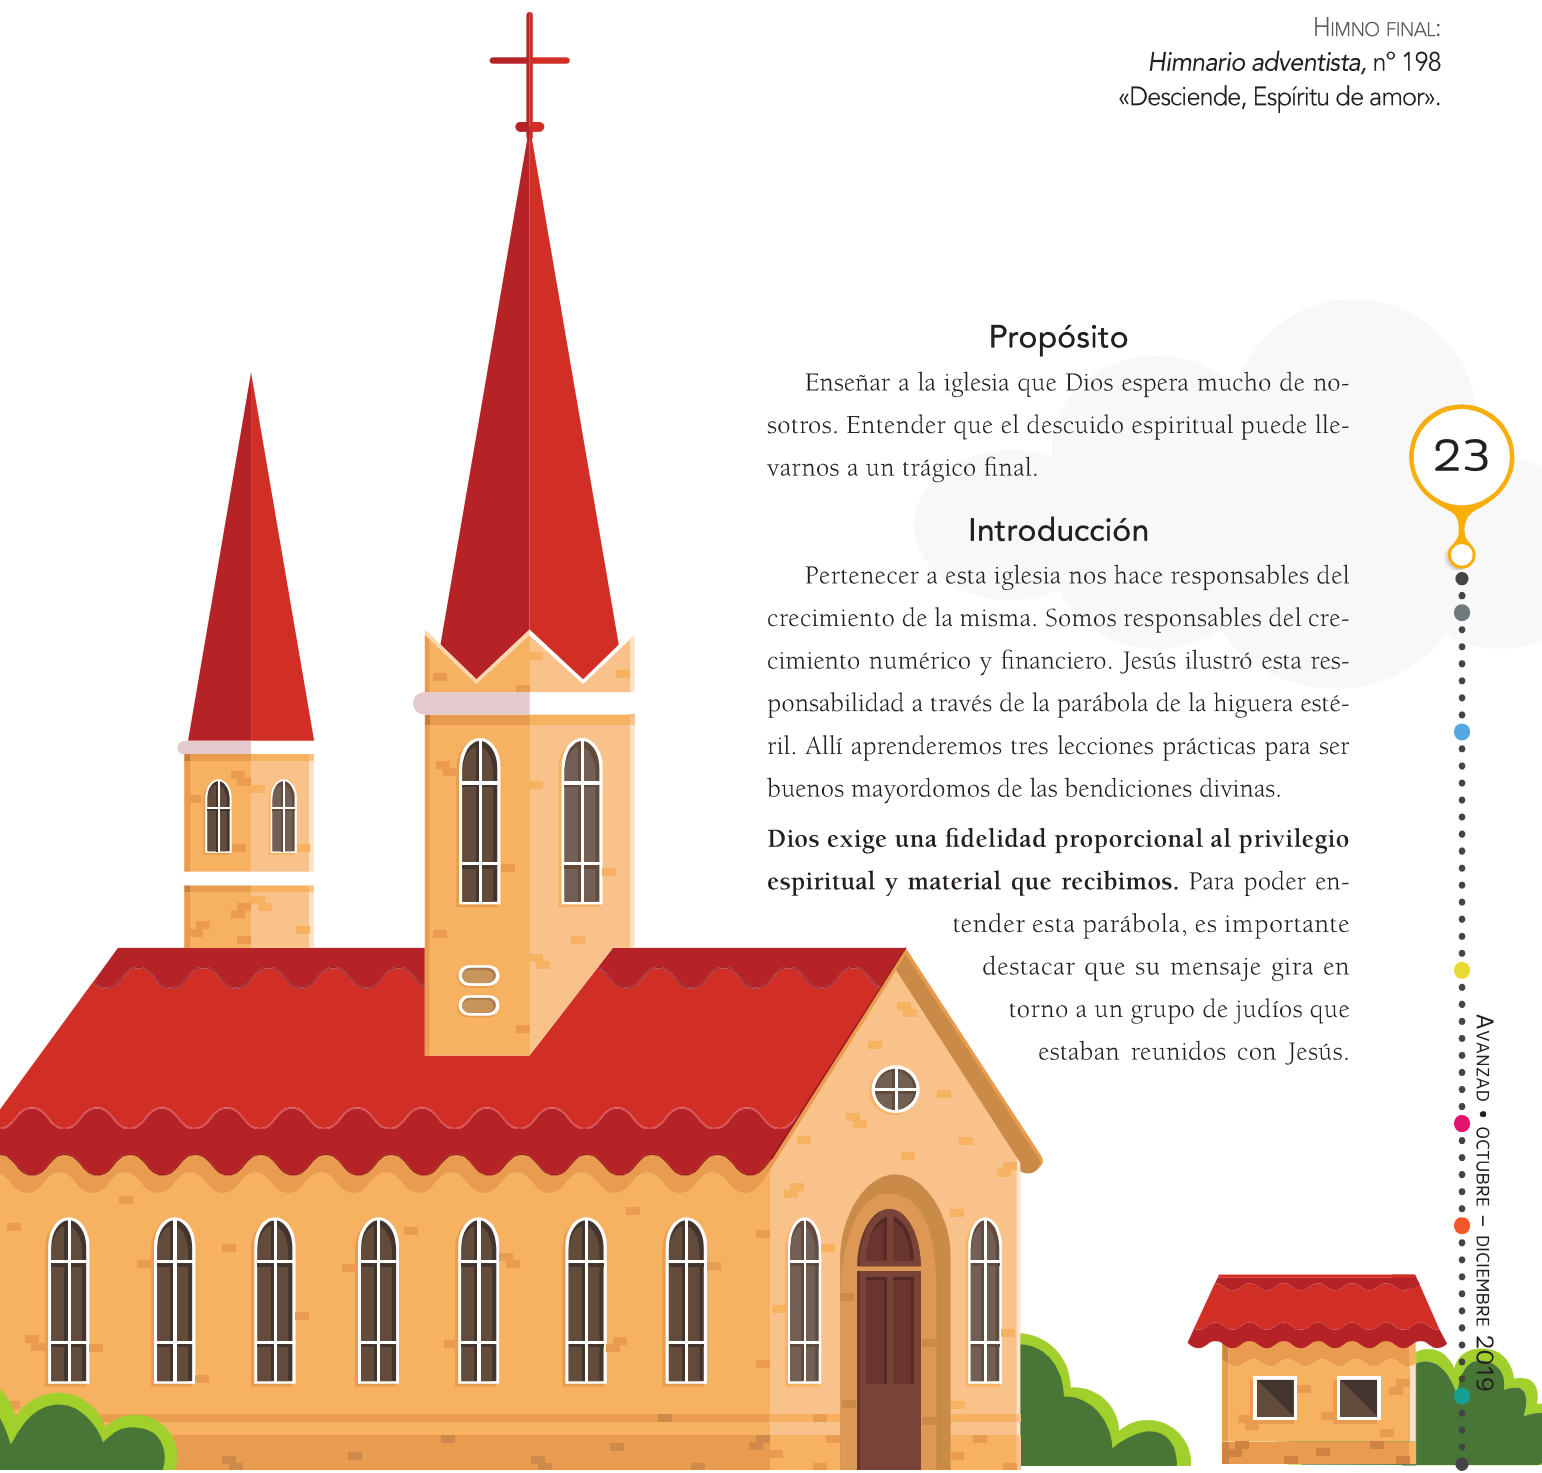 HIMNO FINAL:
Himnario adventista, nº 198
«Desciende, Espíritu de amor».
Propósito
Enseñar a la iglesia que Dios espera mucho de no-
sotros. Entender que el descuido espiritual puede lle-
varnos a un trágico final.
Introducción
Pertenecer a esta iglesia nos hace responsables del
crecimiento de la misma. Somos responsables del cre-
cimiento numérico y financiero. Jesús ilustró esta res-
ponsabilidad a través de la parábola de la higuera esté-
ril. Allí aprenderemos tres lecciones prácticas para ser
buenos mayordomos de las bendiciones divinas.
Dios exige una fidelidad proporcional al privilegio
espiritual y material que recibimos. Para poder en-
tender esta parábola, es importante
destacar que su mensaje gira en
torno a un grupo de judíos que
estaban reunidos con Jesús.
23
AVANZAD • OCTUBRE – DICIEMBRE 2019